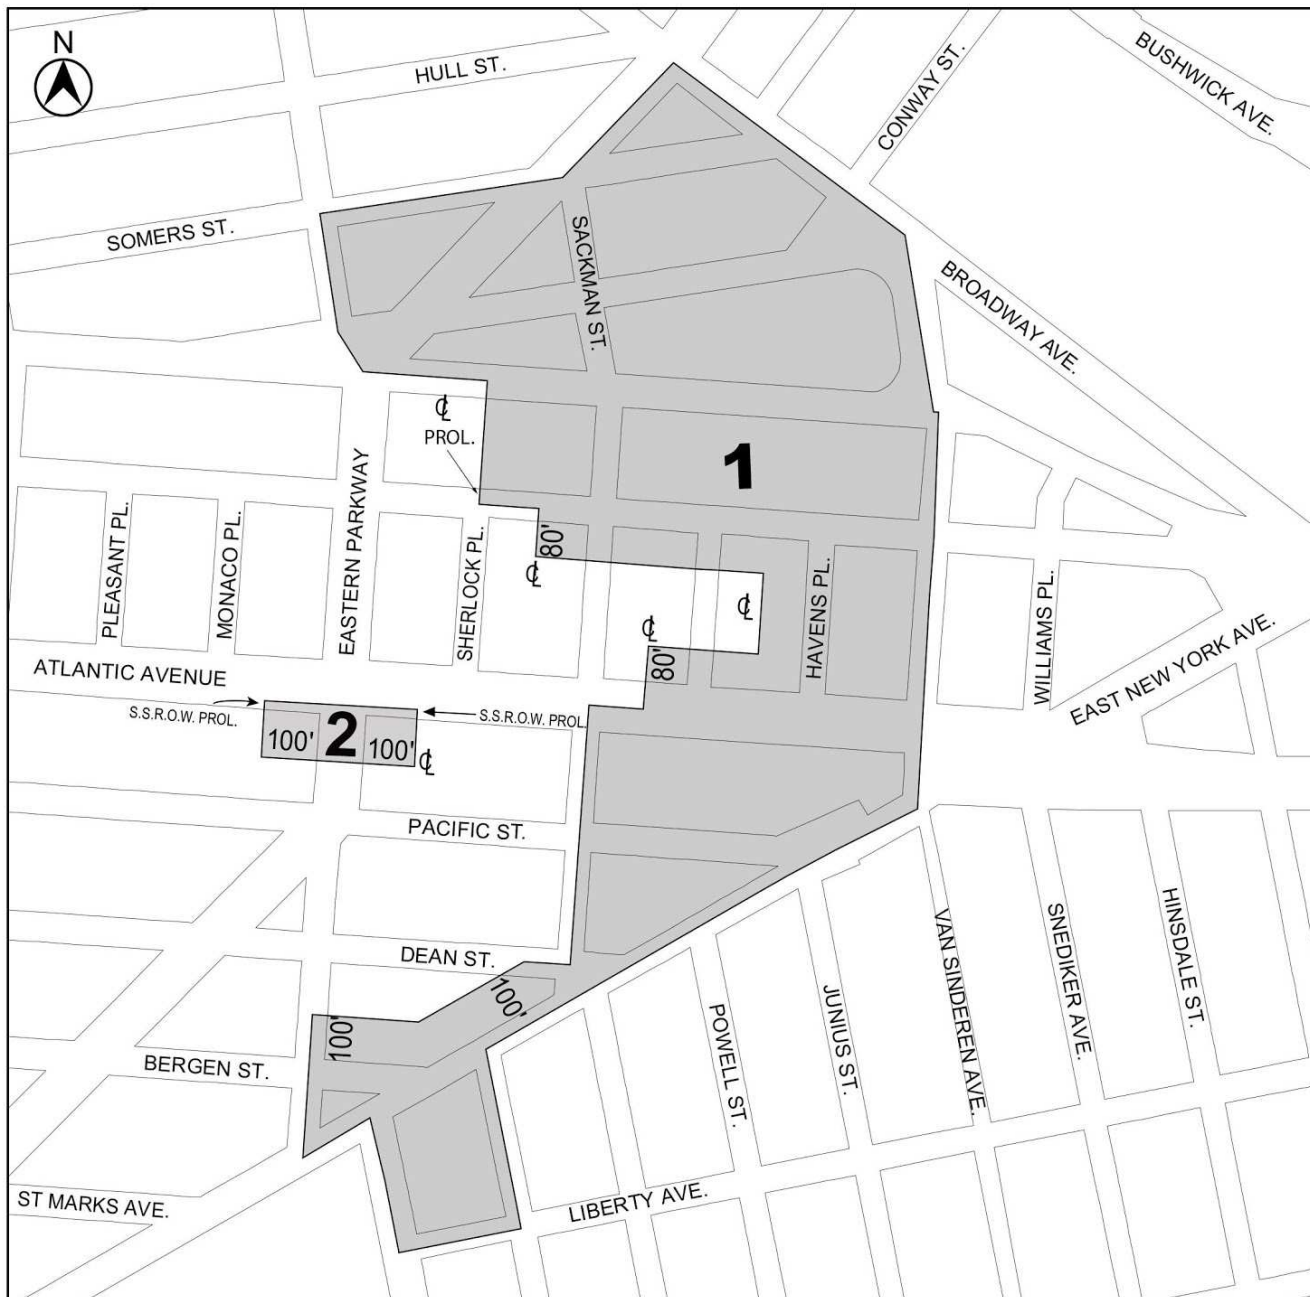 N
HULL ST.
CONWAY ST.
BUSHWICK AVE.
SOMERS ST.
SACKMAN ST.
BROADWAY AVE.
℄
PROL.
1
PLEASANT PL.
MONACO PL.
EASTERN PARKWAY
SHERLOCK PL.
80'
℄
HAVENS PL.
℄
WILLIAMS PL.
℄
80'
EAST NEW YORK AVE.
ATLANTIC AVENUE
S.S.R.O.W. PROL.
S.S.R.O.W. PROL.
100'
2
100'
℄
PACIFIC ST.
DEAN ST.
100'
100'
BERGEN ST.
POWELL ST.
JUNIUS ST.
VAN SINDEREN AVE.
SNEDIKER AVE.
HINSDALE ST.
ST MARKS AVE.
LIBERTY AVE.